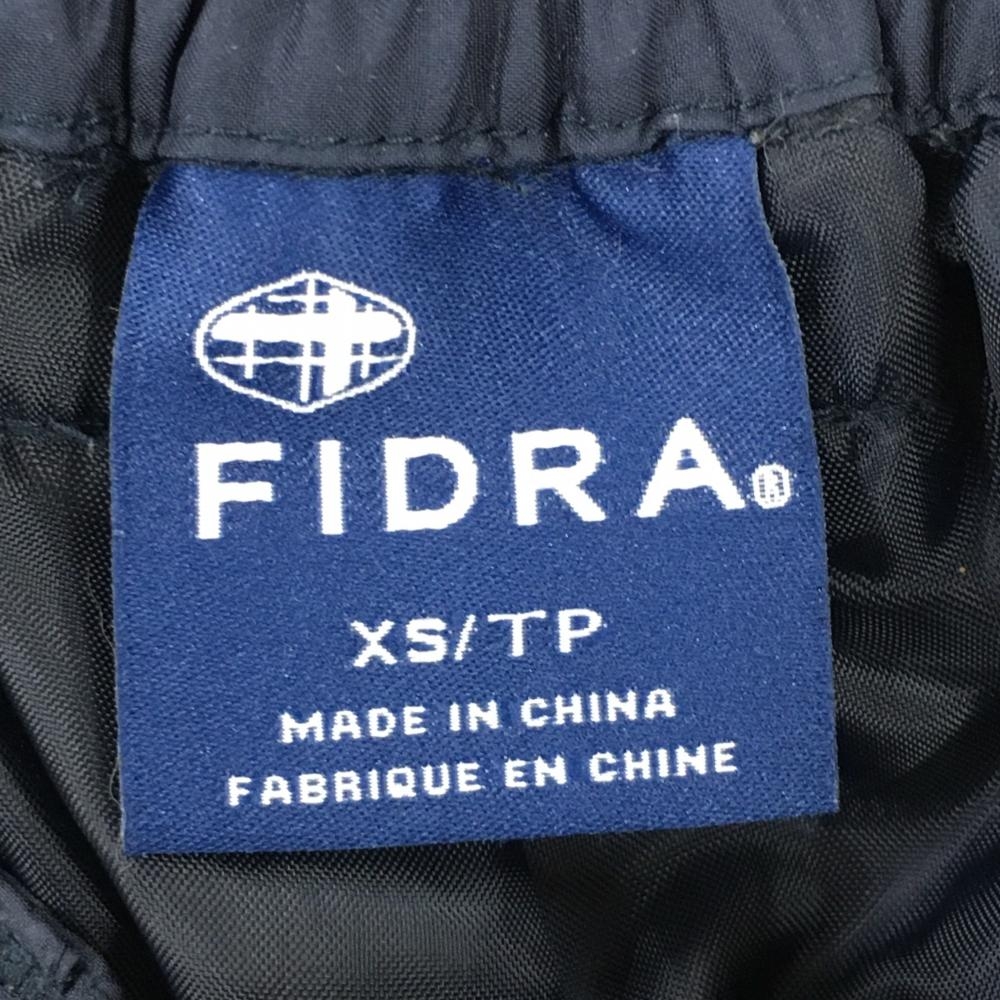 FIDRA®
XS/TP
MADE IN CHINA
FABRIQUE EN CHINE